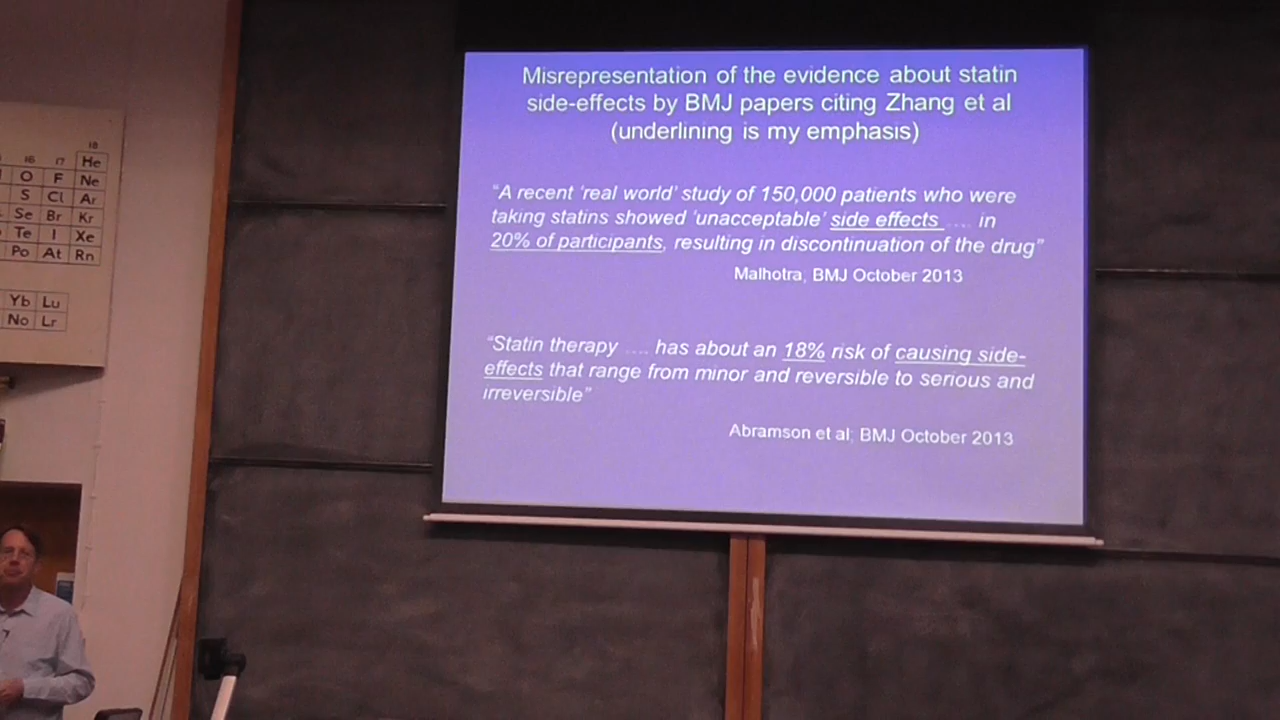 Misrepresentation of the evidence about statin
side-effects by BMJ papers citing Zhang et al
(underlining is my emphasis)
“A recent ‘real world’ study of 150,000 patients who were
taking statins showed ‘unacceptable’ side effects .... in
20% of participants, resulting in discontinuation of the drug”
Malhotra, BMJ October 2013
“Statin therapy .... has about an 18% risk of causing side-
effects that range from minor and reversible to serious and
irreversible”
Abramson et al; BMJ October 2013
18
16 17 He
O F Ne
S Cl Ar
Se Br Kr
Te I Xe
Po At Rn
Yb Lu
No Lr